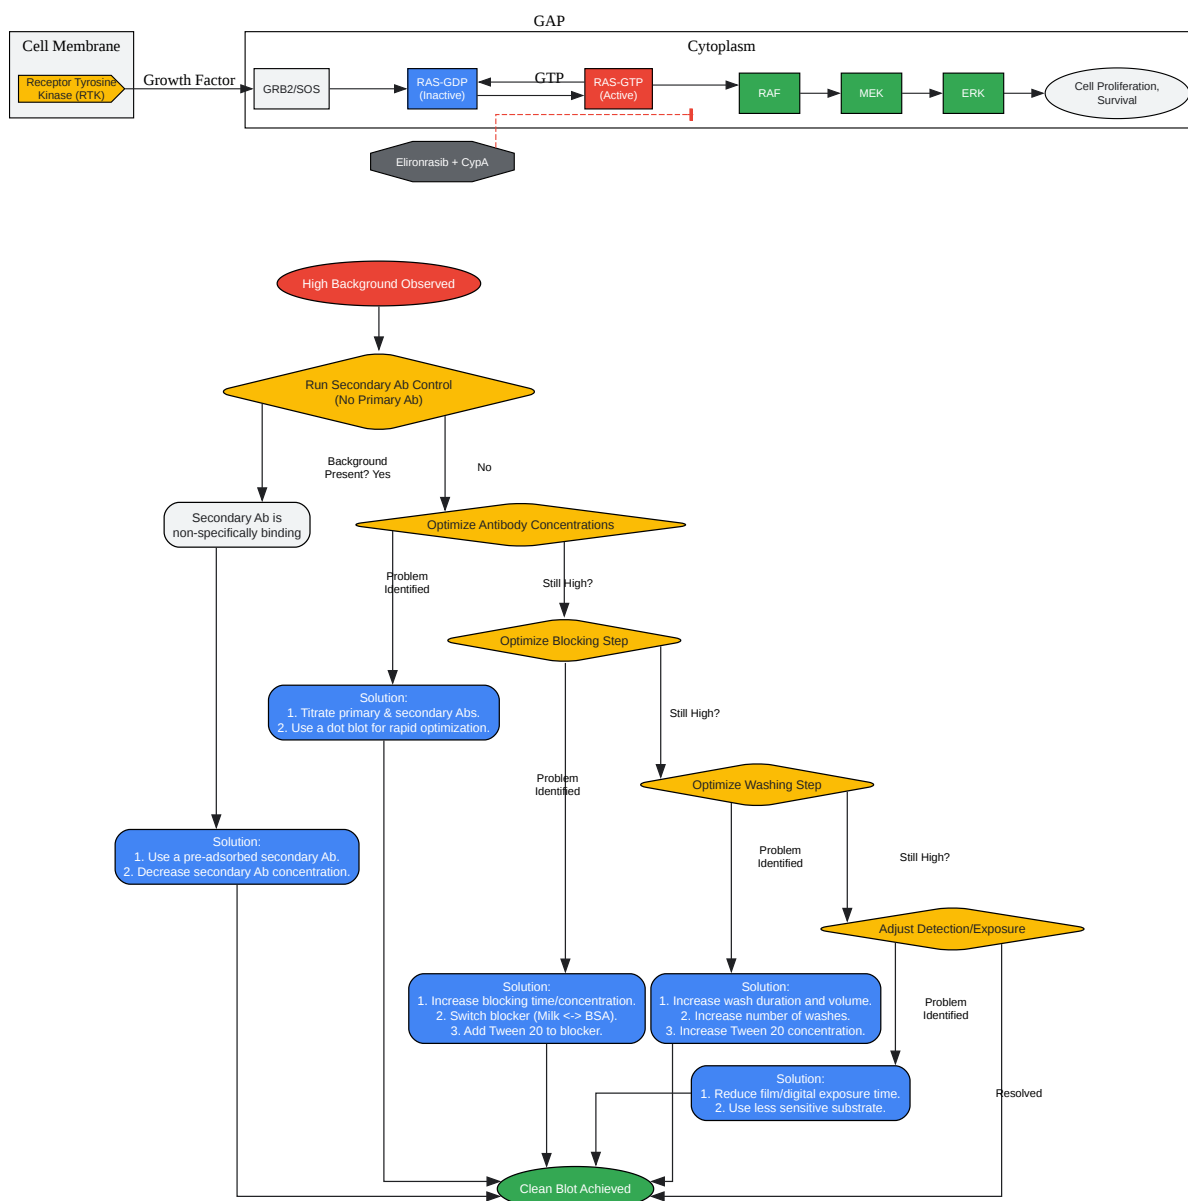 GAP
Cell Membrane
Cytoplasm
Receptor Tyrosine
Kinase (RTK)
Growth Factor
GRB2/SOS
RAS-GDP
(Inactive)
GTP
RAS-GTP
(Active)
RAF
MEK
ERK
Cell Proliferation,
Survival
Elironrasib + CypA
High Background Observed
Run Secondary Ab Control
(No Primary Ab)
Background
Present? Yes
No
Secondary Ab is
non-specifically binding
Optimize Antibody Concentrations
Problem
Identified
Still High?
Optimize Blocking Step
Solution:
1. Titrate primary & secondary Abs.
2. Use a dot blot for rapid optimization.
Still High?
Problem
Identified
Optimize Washing Step
Solution:
1. Use a pre-adsorbed secondary Ab.
2. Decrease secondary Ab concentration.
Problem
Identified
Still High?
Adjust Detection/Exposure
Solution:
1. Increase blocking time/concentration.
2. Switch blocker (Milk <-> BSA).
3. Add Tween 20 to blocker.
Solution:
1. Increase wash duration and volume.
2. Increase number of washes.
3. Increase Tween 20 concentration.
Problem
Identified
Solution:
1. Reduce film/digital exposure time.
2. Use less sensitive substrate.
Resolved
Clean Blot Achieved